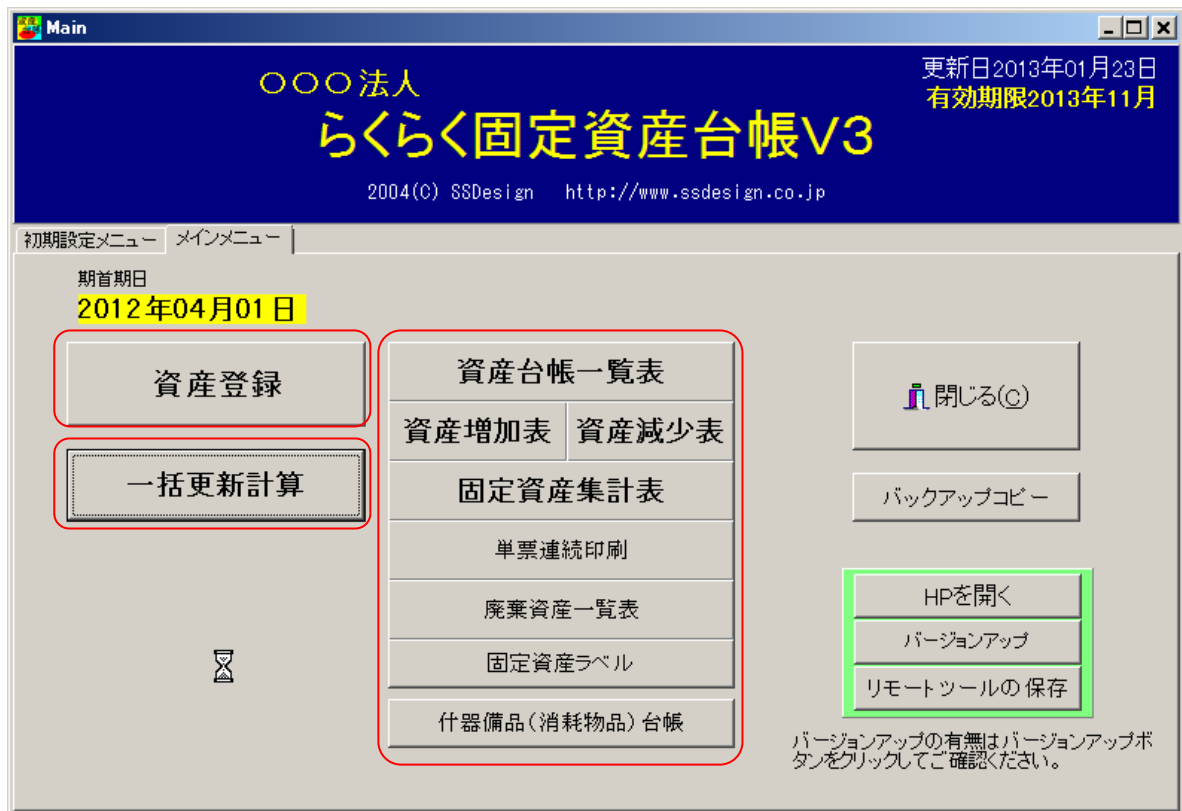 Main
更新日2013年01月23日
有効期限2013年11月
〇〇〇法人
らくらく固定資産台帳V3
2004(C) SSDesign http://www.ssdesign.co.jp
初期設定メニュー メインメニュー
期首期日
2012年04月01日
資産登録
一括更新計算
資産台帳一覧表
資産増加表 資産減少表
固定資産集計表
単票連続印刷
廃棄資産一覧表
固定資産ラベル
什器備品(消耗物品)台帳
閉じる(C)
バックアップコピー
HPを開く
バージョンアップ
リモートツールの保存
バージョンアップの有無はバージョンアップボ
タンをクリックしてご確認ください。